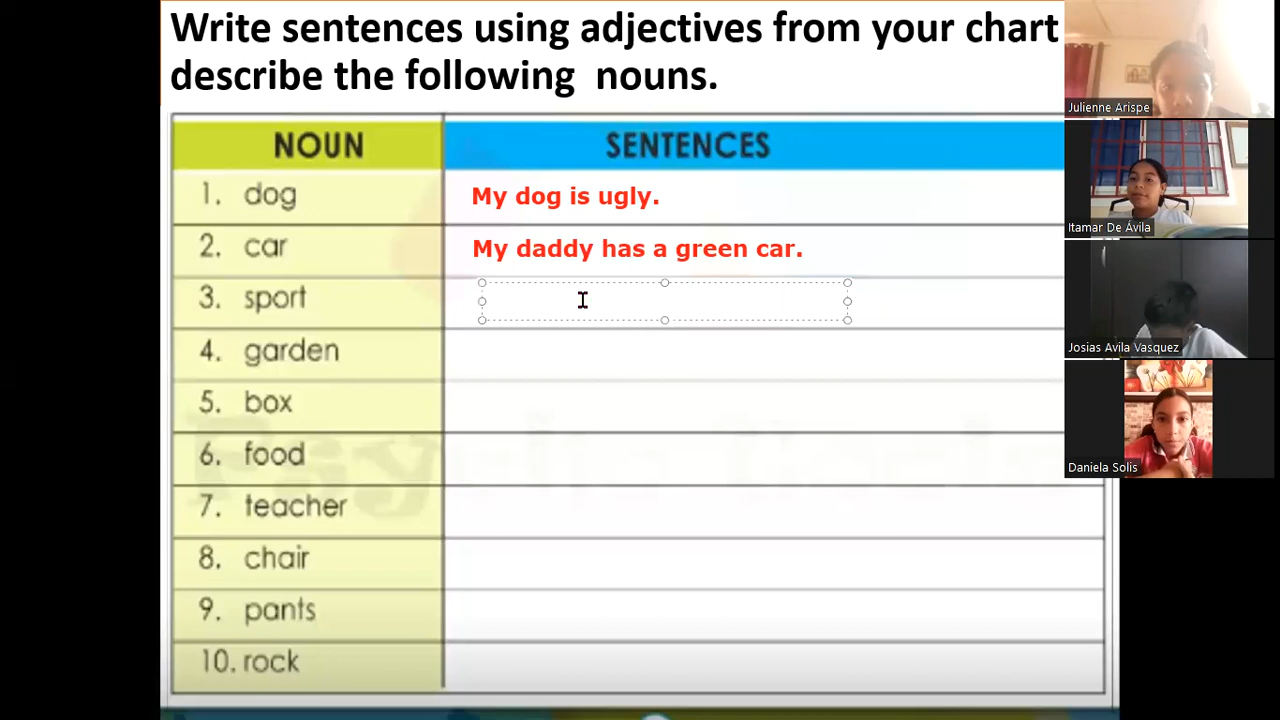 Write sentences using adjectives from your chart
describe the following nouns.
NOUN SENTENCES
1. dog My dog is ugly.
2. car My daddy has a green car.
3. sport
4. garden
5. box
6. food
7. teacher
8. chair
9. pants
10. rock
Julienne Arispe
Itamar De Ávila
Josias Avila Vasquez
Daniela Solis